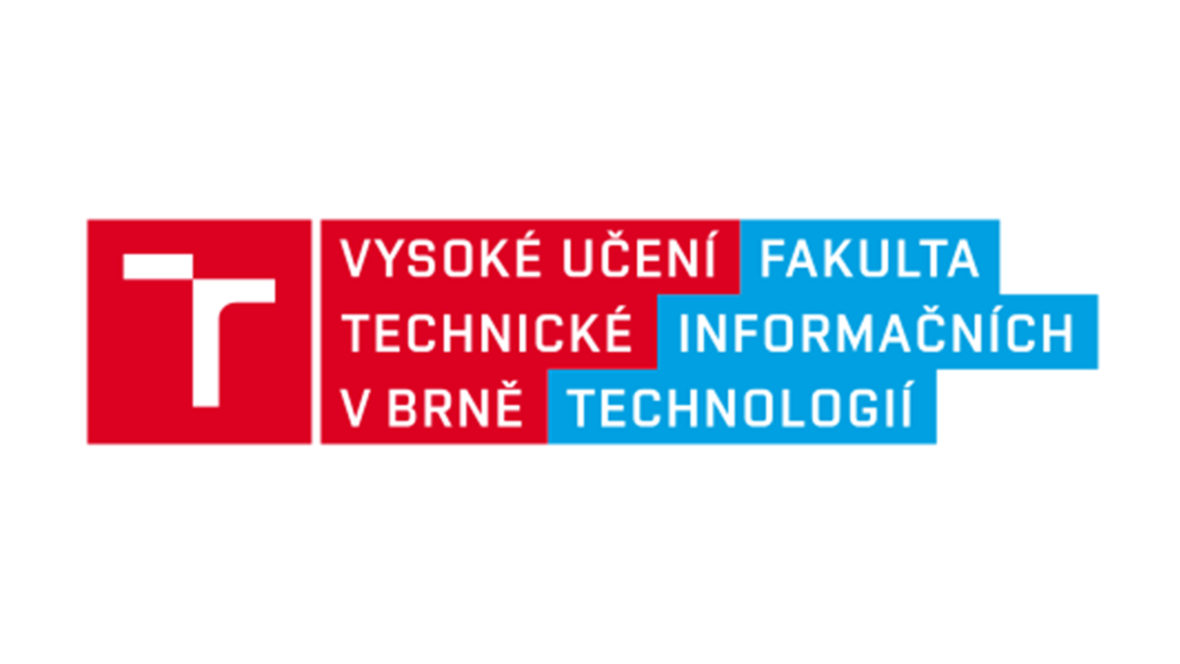 VYSOKÉ UČENÍ FAKULTA
TECHNICKÉ INFORMAČNÍCH
V BRNĚ TECHNOLOGIÍ